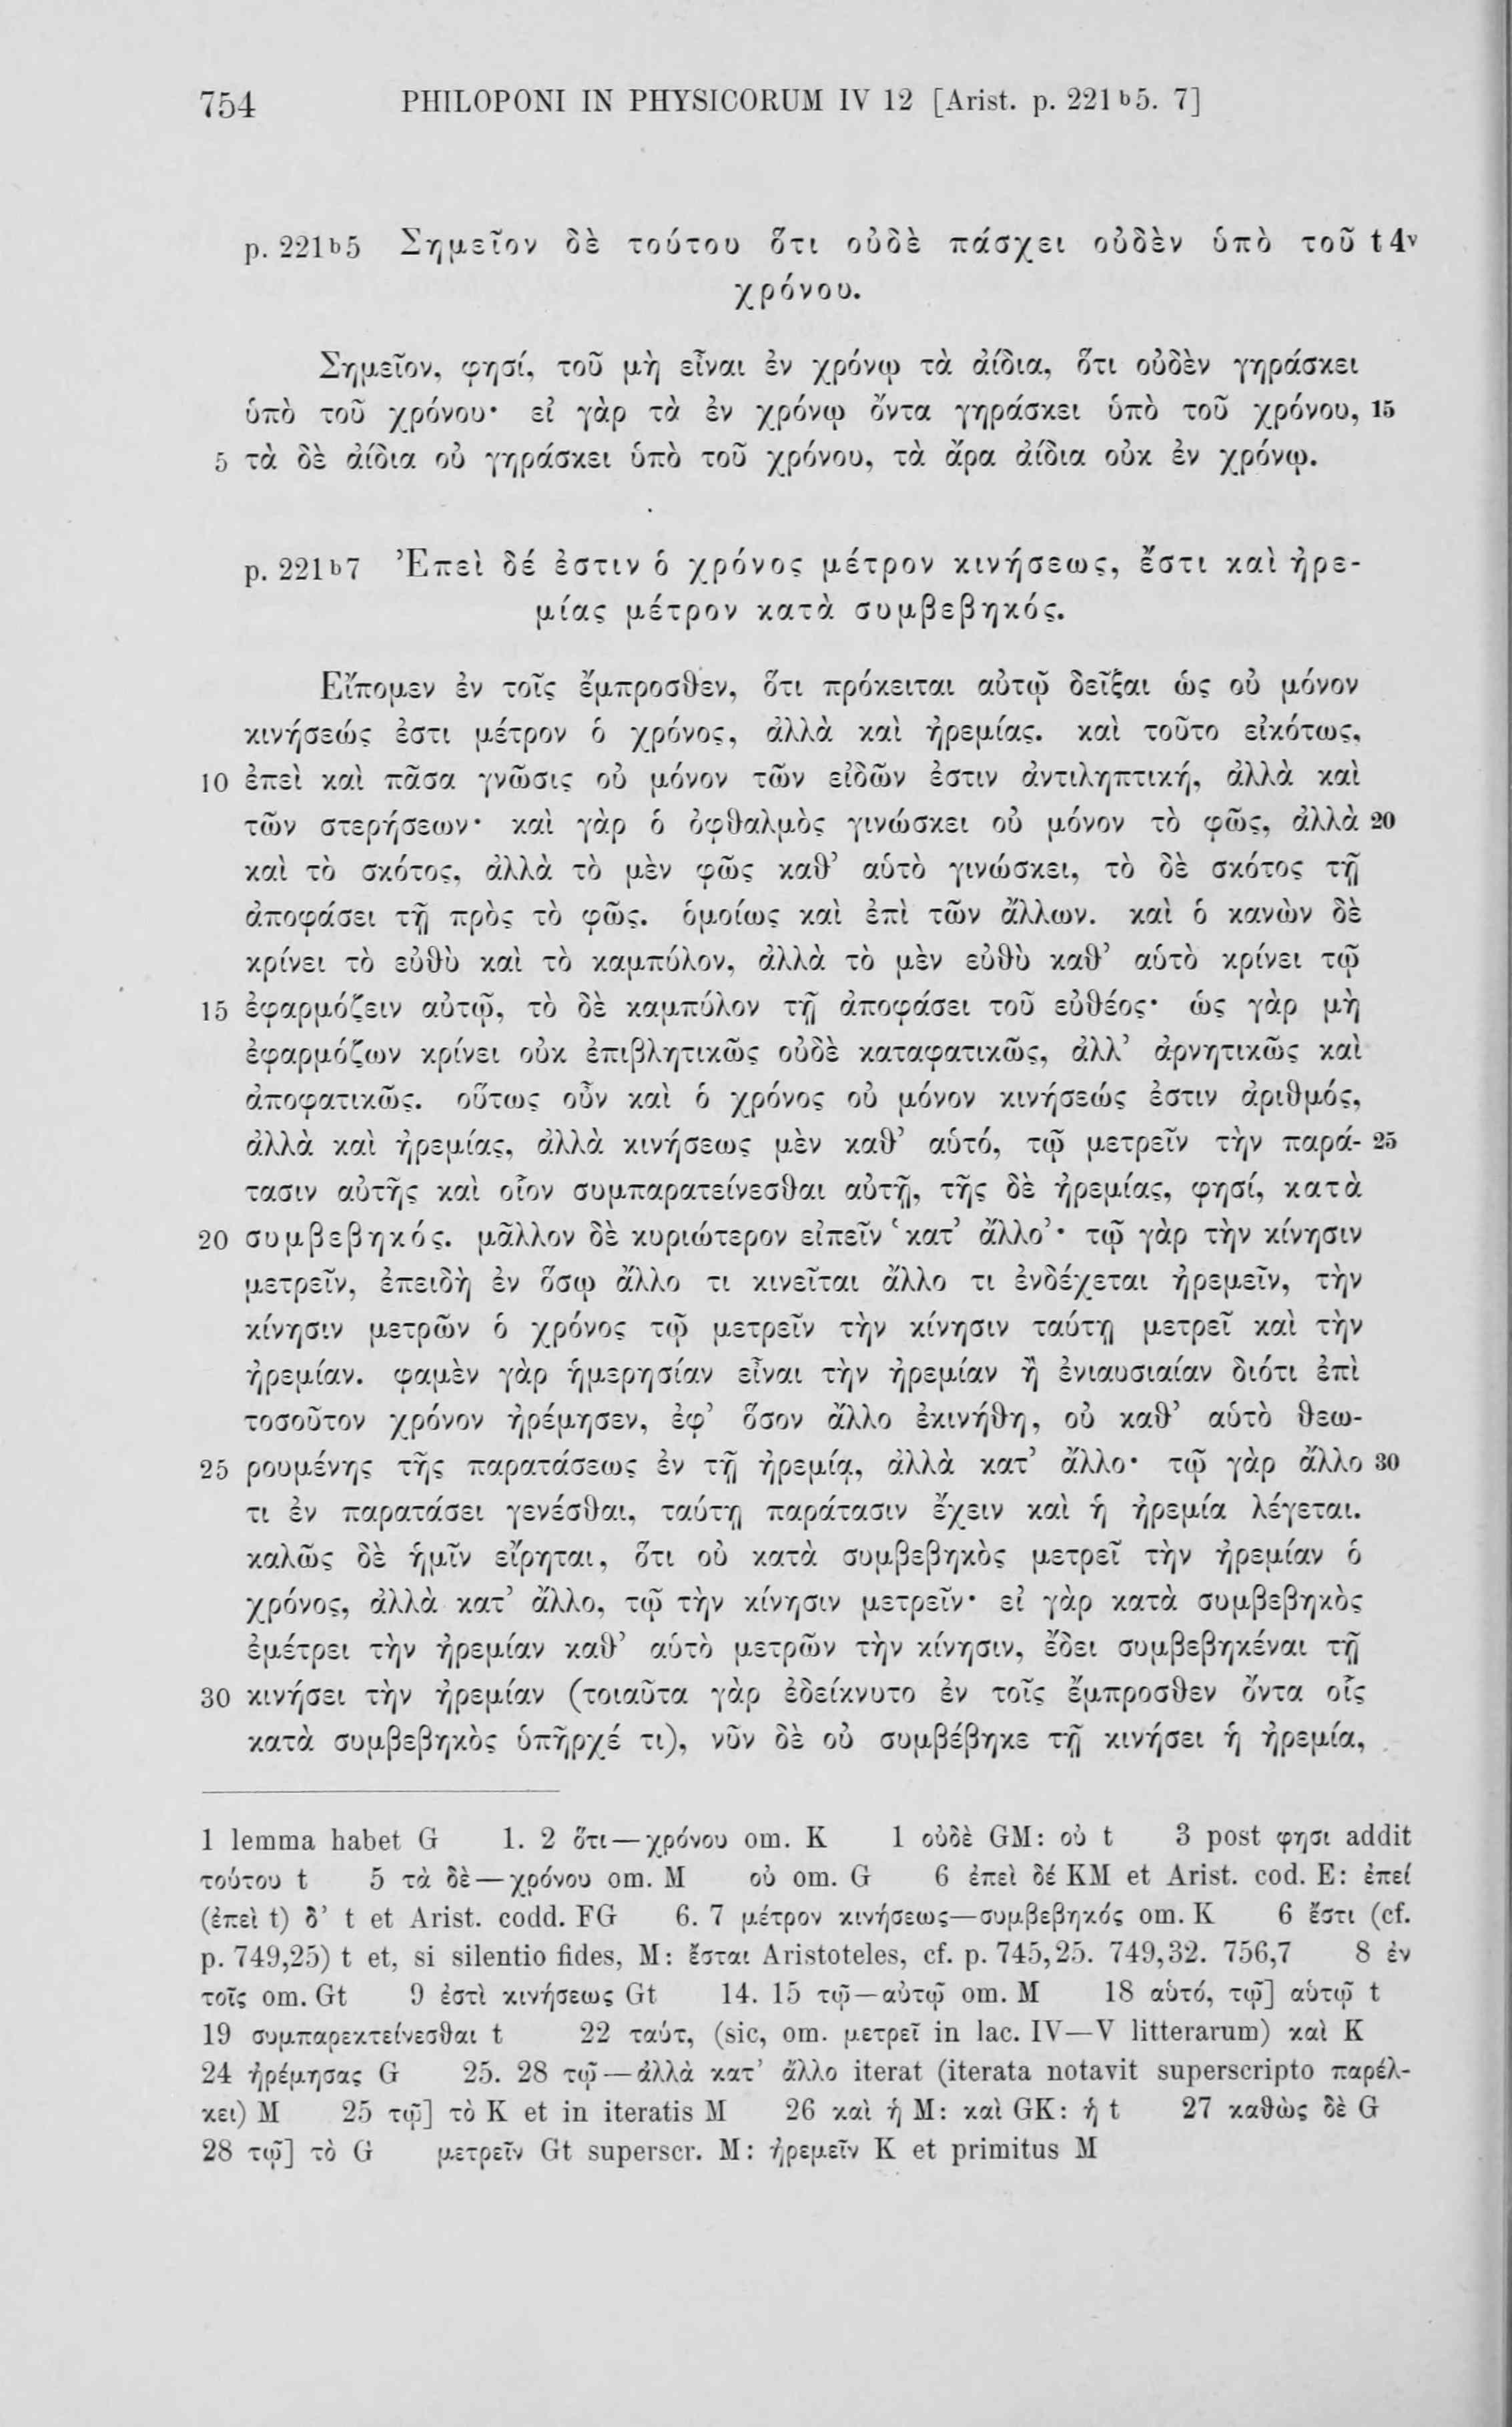 754 PHILOPONI IN PHYSICORUM IV 12 [Arist. p. 221 b 5. 7]
p. 221 b 5 Σημεῖον δὲ τούτου ὅτι οὐδὲ πάσχει οὐδὲν ὑπὸ τοῦ t 4v
χρόνου.
Σημεῖον, φησί, τοῦ μὴ εἶναι ἐν χρόνῳ τὰ ἀίδια, ὅτι οὐδὲν γηράσκει
ὑπὸ τοῦ χρόνου· εἰ γὰρ τὰ ἐν χρόνῳ ὄντα γηράσκει ὑπὸ τοῦ χρόνου, 15
5 τὰ δὲ ἀίδια οὐ γηράσκει ὑπὸ τοῦ χρόνου, τὰ ἄρα ἀίδια οὐκ ἐν χρόνῳ.
p. 221 b 7 Ἐπεὶ δέ ἐστιν ὁ χρόνος μέτρον κινήσεως, ἔστι καὶ ἠρε-
μίας μέτρον κατὰ συμβεβηκός.
Εἴπομεν ἐν τοῖς ἔμπροσθεν, ὅτι πρόκειται αὐτῷ δεῖξαι ὡς οὐ μόνον
κινήσεώς ἐστι μέτρον ὁ χρόνος, ἀλλὰ καὶ ἠρεμίας. καὶ τοῦτο εἰκότως,
10 ἐπεὶ καὶ πᾶσα γνῶσις οὐ μόνον τῶν εἰδῶν ἐστιν ἀντιληπτική, ἀλλὰ καὶ
τῶν στερήσεων· καὶ γὰρ ὁ ὀφθαλμὸς γινώσκει οὐ μόνον τὸ φῶς, ἀλλὰ 20
καὶ τὸ σκότος, ἀλλὰ τὸ μὲν φῶς καθ’ αὑτὸ γινώσκει, τὸ δὲ σκότος τῇ
ἀποφάσει τῇ πρὸς τὸ φῶς. ὁμοίως καὶ ἐπὶ τῶν ἄλλων. καὶ ὁ κανὼν δὲ
κρίνει τὸ εὐθὺ καὶ τὸ καμπύλον, ἀλλὰ τὸ μὲν εὐθὺ καθ’ αὑτὸ κρίνει τῷ
15 ἐφαρμόζειν αὐτῷ, τὸ δὲ καμπύλον τῇ ἀποφάσει τοῦ εὐθέος· ὡς γὰρ μὴ
ἐφαρμόζων κρίνει οὐκ ἐπιβλητικῶς οὐδὲ καταφατικῶς, ἀλλ’ ἀρνητικῶς καὶ
ἀποφατικῶς. οὕτως οὖν καὶ ὁ χρόνος οὐ μόνον κινήσεώς ἐστιν ἀριθμός,
ἀλλὰ καὶ ἠρεμίας, ἀλλὰ κινήσεως μὲν καθ’ αὑτό, τῷ μετρεῖν τὴν παρά- 25
τασιν αὐτῆς καὶ οἷον συμπαρατείνεσθαι αὐτῇ, τῆς δὲ ἠρεμίας, φησί, κατὰ
20 συμβεβηκός. μᾶλλον δὲ κυριώτερον εἰπεῖν ‘κατ’ ἄλλο’· τῷ γὰρ τὴν κίνησιν
μετρεῖν, ἐπειδὴ ἐν ὅσῳ ἄλλο τι κινεῖται ἄλλο τι ἐνδέχεται ἠρεμεῖν, τὴν
κίνησιν μετρῶν ὁ χρόνος τῷ μετρεῖν τὴν κίνησιν ταύτῃ μετρεῖ καὶ τὴν
ἠρεμίαν. φαμὲν γὰρ ἡμερησίαν εἶναι τὴν ἠρεμίαν ἢ ἐνιαυσιαίαν διότι ἐπὶ
τοσοῦτον χρόνον ἠρέμησεν, ἐφ’ ὅσον ἄλλο ἐκινήθη, οὐ καθ’ αὑτὸ θεω-
25 ρουμένης τῆς παρατάσεως ἐν τῇ ἠρεμίᾳ, ἀλλὰ κατ’ ἄλλο· τῷ γὰρ ἄλλο 30
τι ἐν παρατάσει γενέσθαι, ταύτῃ παράτασιν ἔχειν καὶ ἡ ἠρεμία λέγεται.
καλῶς δὲ ἡμῖν εἴρηται, ὅτι οὐ κατὰ συμβεβηκὸς μετρεῖ τὴν ἠρεμίαν ὁ
χρόνος, ἀλλὰ κατ’ ἄλλο, τῷ τὴν κίνησιν μετρεῖν· εἰ γὰρ κατὰ συμβεβηκὸς
ἐμέτρει τὴν ἠρεμίαν καθ’ αὑτὸ μετρῶν τὴν κίνησιν, ἔδει συμβεβηκέναι τῇ
30 κινήσει τὴν ἠρεμίαν (τοιαῦτα γὰρ ἐδείκνυτο ἐν τοῖς ἔμπροσθεν ὄντα οἷς
κατὰ συμβεβηκὸς ὑπῆρχέ τι), νῦν δὲ οὐ συμβέβηκε τῇ κινήσει ἡ ἠρεμία,
1 lemma habet G 1. 2 ὅτι—χρόνου om. K 1 οὐδὲ GM: οὐ t 3 post φησι addit
τούτου t 5 τὰ δὲ—χρόνου om. M οὐ om. G 6 ἐπεὶ δέ KM et Arist. cod. E: ἐπεί
(ἐπεὶ t) δ’ t et Arist. codd. FG 6. 7 μέτρον κινήσεως—συμβεβηκός om. K 6 ἔστι (cf.
p. 749,25) t et, si silentio fides, M: ἔσται Aristoteles, cf. p. 745,25. 749,32. 756,7 8 ἐν
τοῖς om. Gt 9 ἐστὶ κινήσεως Gt 14. 15 τῷ—αὐτῷ om. M 18 αὑτό, τῷ] αὑτῷ t
19 συμπαρεκτείνεσθαι t 22 ταύτ, (sic, om. μετρεῖ in lac. IV—V litterarum) καὶ K
24 ἠρέμησας G 25. 28 τῷ—ἀλλὰ κατ’ ἄλλο iterat (iterata notavit superscripto παρέλ-
κει) M 25 τῷ] τὸ K et in iteratis M 26 καὶ ἡ M: καὶ GK: ἡ t 27 καθὼς δὲ G
28 τῷ] τὸ G μετρεῖν Gt superscr. M: ἠρεμεῖν K et primitus M